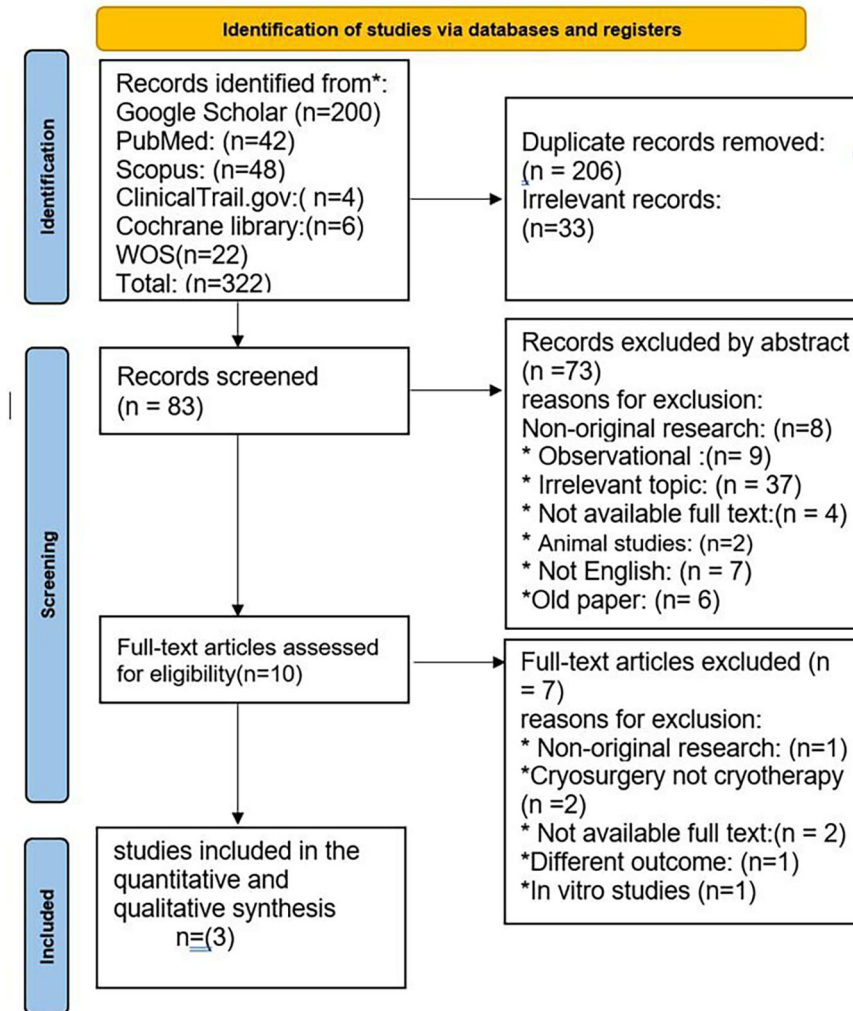 Identification of studies via databases and registers
Identification
Records identified from*:
Google Scholar (n=200)
PubMed: (n=42)
Scopus: (n=48)
ClinicalTrail.gov:( n=4)
Cochrane library:(n=6)
WOS(n=22)
Total: (n=322)
Duplicate records removed:
(n = 206)
Irrelevant records:
(n=33)
Screening
Records screened
(n = 83)
Records excluded by abstract
(n =73)
reasons for exclusion:
Non-original research: (n=8)
* Observational :(n= 9)
* Irrelevant topic: (n = 37)
* Not available full text:(n = 4)
* Animal studies: (n=2)
* Not English: (n = 7)
*Old paper: (n= 6)
Full-text articles assessed
for eligibility(n=10)
Full-text articles excluded (n
= 7)
reasons for exclusion:
* Non-original research: (n=1)
*Cryosurgery not cryotherapy
(n =2)
* Not available full text:(n = 2)
*Different outcome: (n=1)
*In vitro studies (n=1)
Included
studies included in the
quantitative and
qualitative synthesis
n=(3)